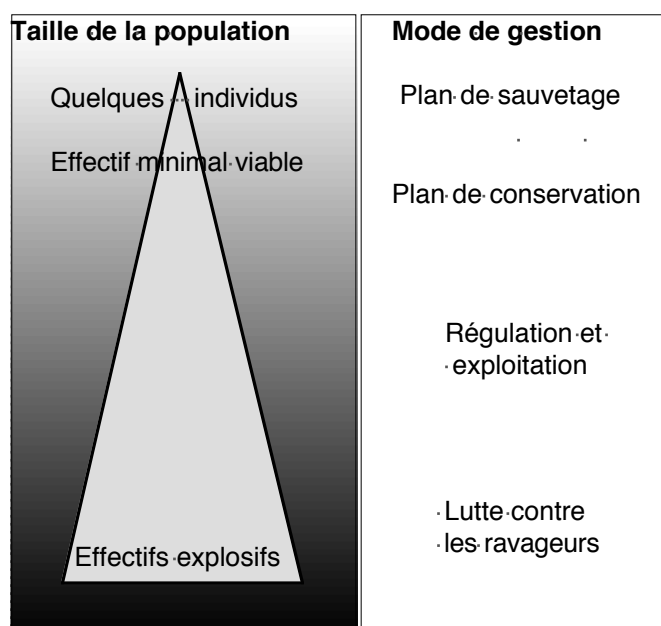 Taille de la population
Quelques individus
Effectif minimal viable
Effectifs explosifs
Mode de gestion
Plan de sauvetage
Plan de conservation
Régulation et
exploitation
Lutte contre
les ravageurs